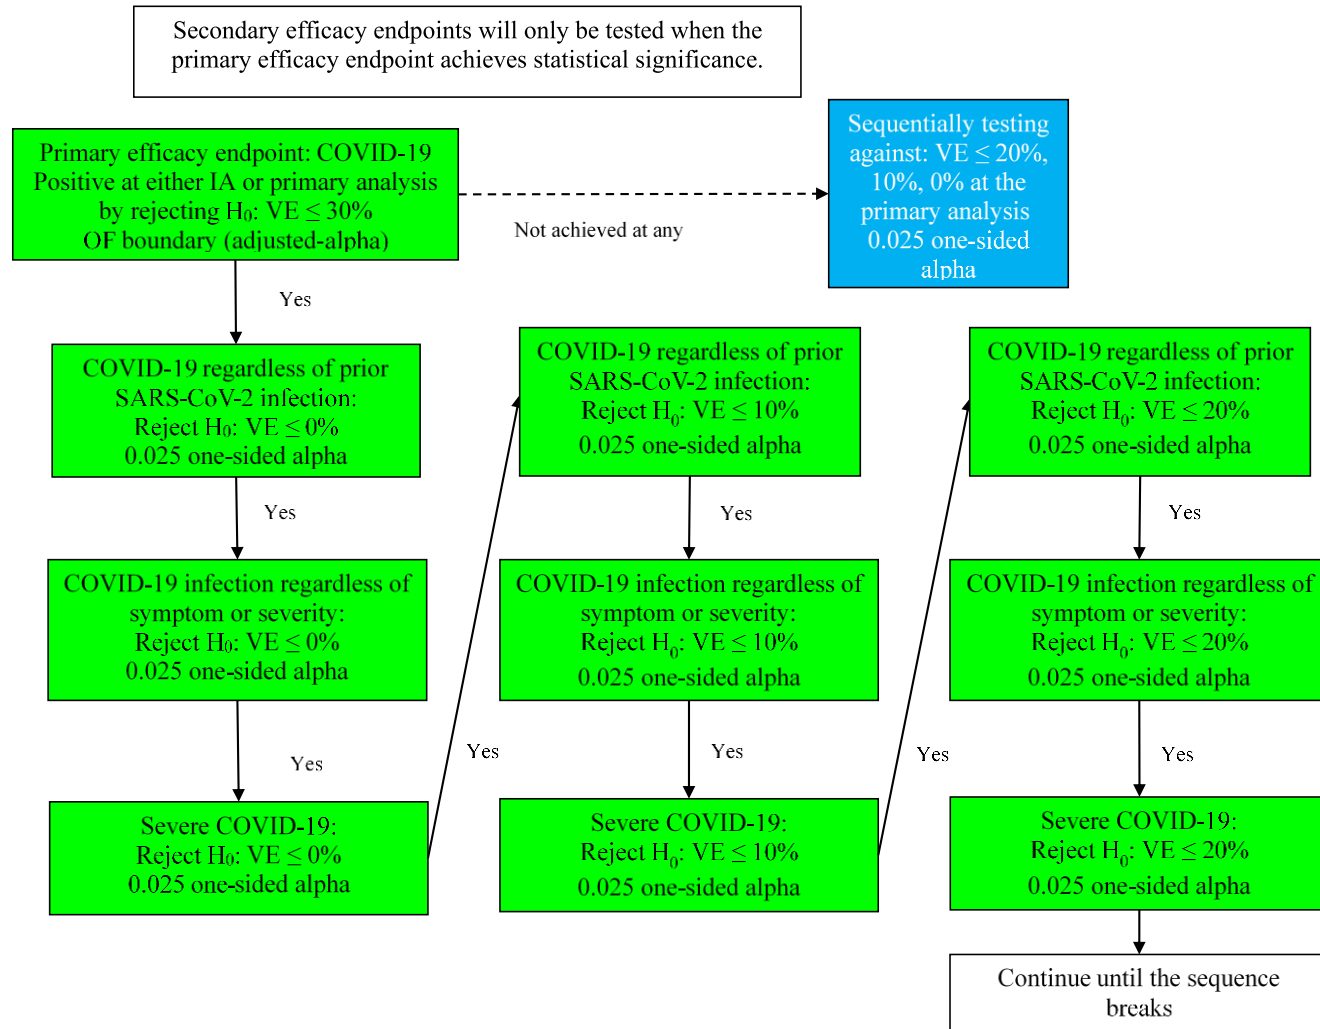 Secondary efficacy endpoints will only be tested when the
primary efficacy endpoint achieves statistical significance.
Primary efficacy endpoint: COVID-19
Positive at either IA or primary analysis
by rejecting H₀: VE ≤ 30%
OF boundary (adjusted-alpha)
Not achieved at any
Sequentially testing
against: VE ≤ 20%,
10%, 0% at the
primary analysis
0.025 one-sided
alpha
Yes
COVID-19 regardless of prior
SARS-CoV-2 infection:
Reject H₀: VE ≤ 0%
0.025 one-sided alpha
Yes
COVID-19 infection regardless of
symptom or severity:
Reject H₀: VE ≤ 0%
0.025 one-sided alpha
Yes
Severe COVID-19:
Reject H₀: VE ≤ 0%
0.025 one-sided alpha
Yes
COVID-19 regardless of prior
SARS-CoV-2 infection:
Reject H₀: VE ≤ 10%
0.025 one-sided alpha
Yes
COVID-19 infection regardless of
symptom or severity:
Reject H₀: VE ≤ 10%
0.025 one-sided alpha
Yes
Severe COVID-19:
Reject H₀: VE ≤ 10%
0.025 one-sided alpha
Yes
COVID-19 regardless of prior
SARS-CoV-2 infection:
Reject H₀: VE ≤ 20%
0.025 one-sided alpha
Yes
COVID-19 infection regardless of
symptom or severity:
Reject H₀: VE ≤ 20%
0.025 one-sided alpha
Yes
Severe COVID-19:
Reject H₀: VE ≤ 20%
0.025 one-sided alpha
Yes
Continue until the sequence
breaks